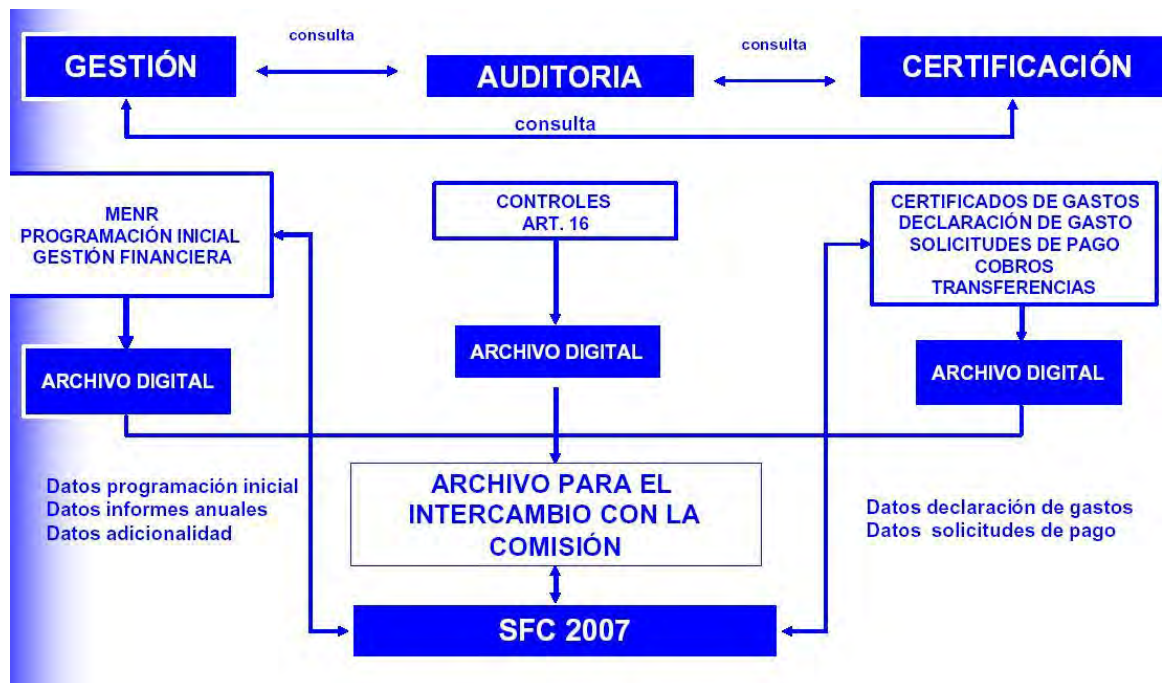 consulta
consulta
GESTIÓN
AUDITORIA
CERTIFICACIÓN
consulta
MENR
PROGRAMACIÓN INICIAL
GESTIÓN FINANCIERA
CONTROLES
ART. 16
CERTIFICADOS DE GASTOS
DECLARACIÓN DE GASTO
SOLICITUDES DE PAGO
COBROS
TRANSFERENCIAS
ARCHIVO DIGITAL
ARCHIVO DIGITAL
ARCHIVO DIGITAL
Datos programación inicial
Datos informes anuales
Datos adicionalidad
ARCHIVO PARA EL
INTERCAMBIO CON LA
COMISIÓN
Datos declaración de gastos
Datos solicitudes de pago
SFC 2007